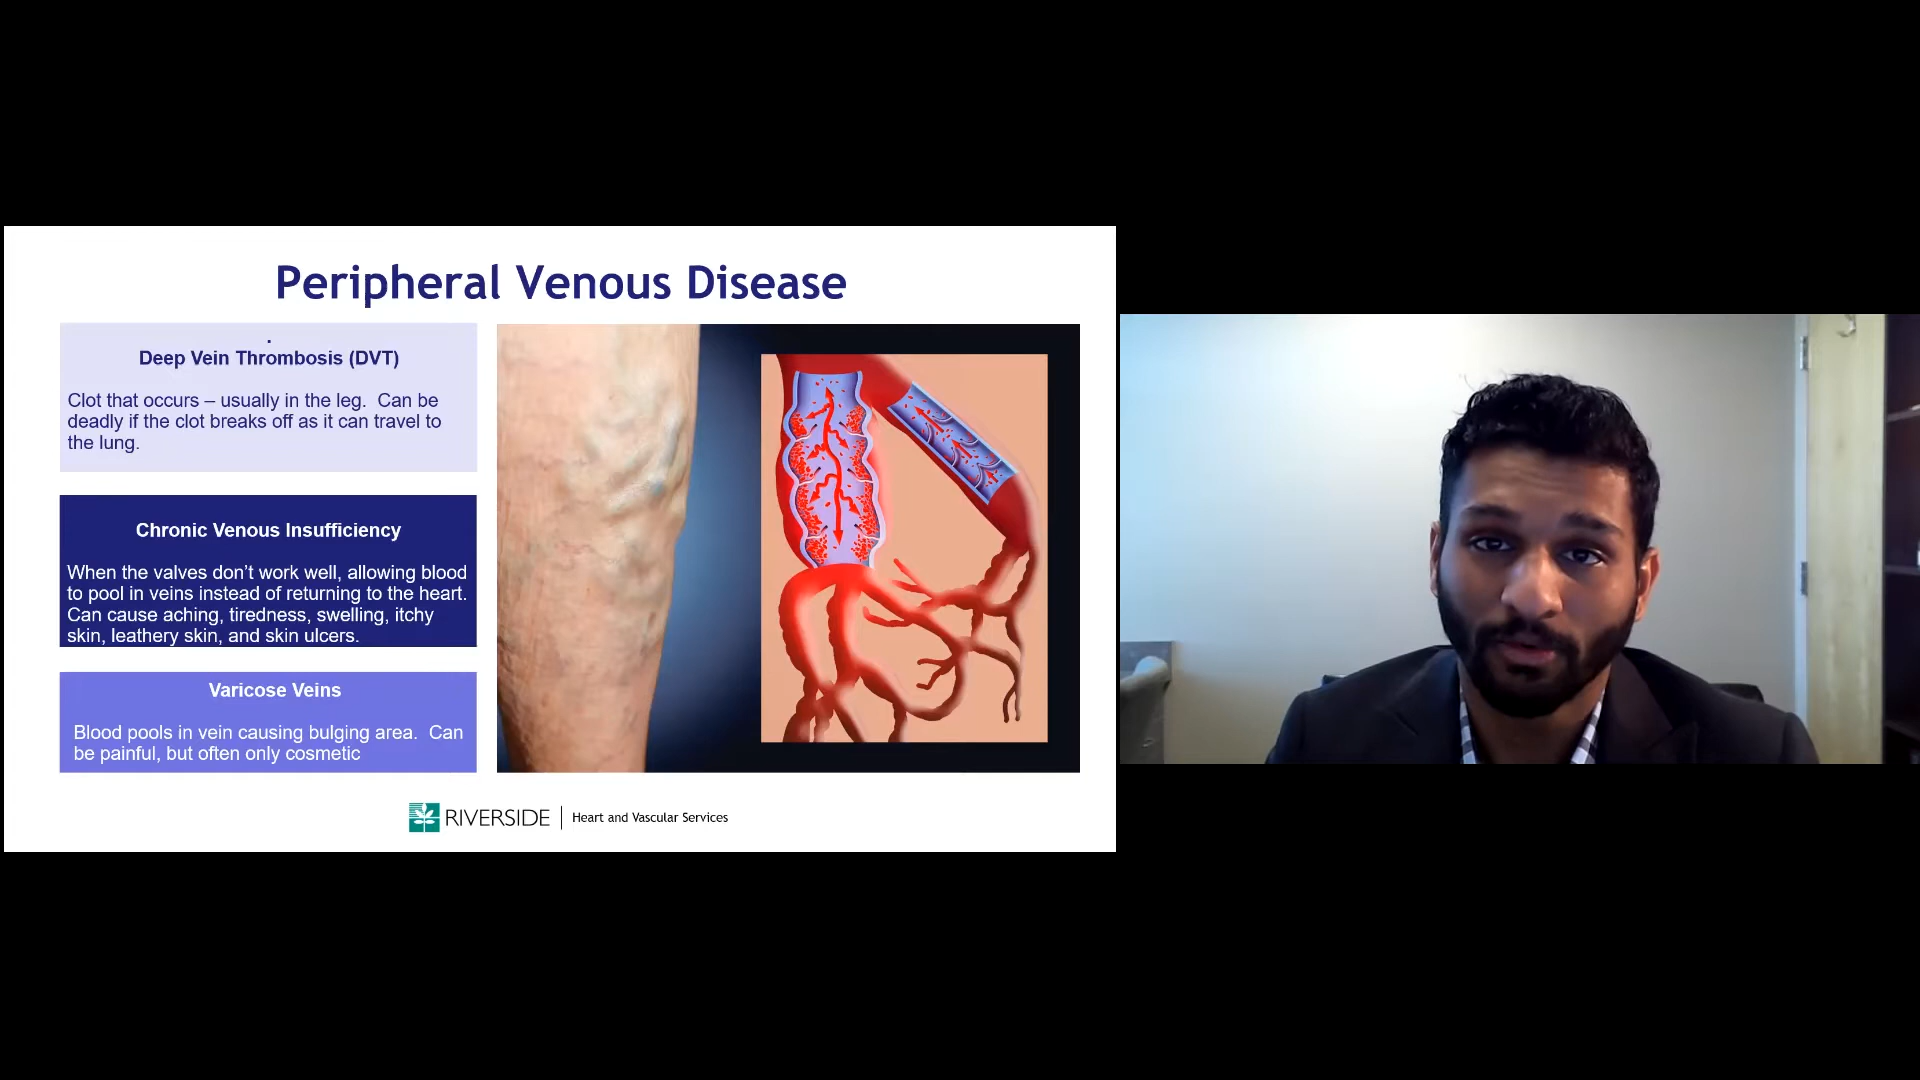 Peripheral Venous Disease
.
Deep Vein Thrombosis (DVT)
Clot that occurs – usually in the leg.  Can be
deadly if the clot breaks off as it can travel to
the lung.
Chronic Venous Insufficiency
When the valves don’t work well, allowing blood
to pool in veins instead of returning to the heart.
Can cause aching, tiredness, swelling, itchy
skin, leathery skin, and skin ulcers.
Varicose Veins
Blood pools in vein causing bulging area.  Can
be painful, but often only cosmetic
RIVERSIDE | Heart and Vascular Services